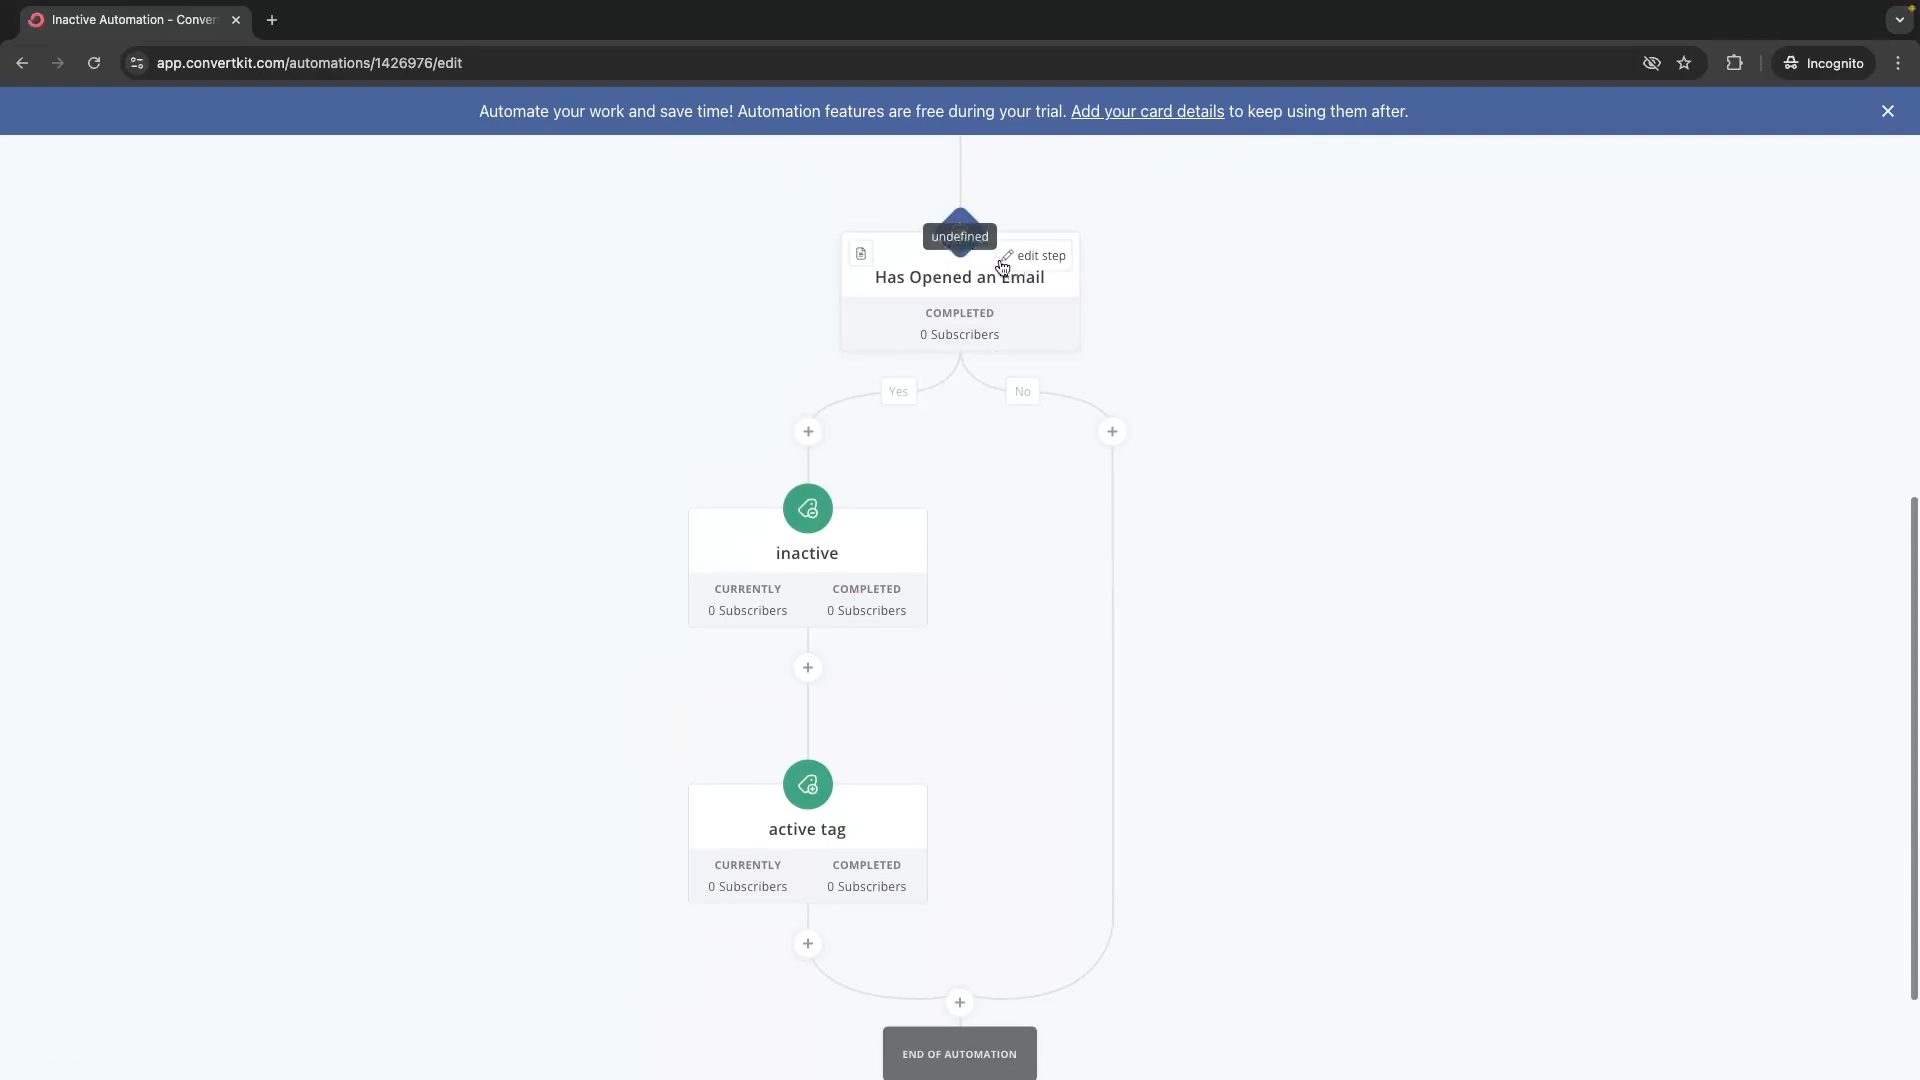 Inactive Automation - Conver
app.convertkit.com/automations/1426976/edit
Incognito
Automate your work and save time! Automation features are free during your trial. Add your card details to keep using them after.
undefined
edit step
Has Opened an Email
COMPLETED
0 Subscribers
Yes
No
inactive
CURRENTLY COMPLETED
0 Subscribers 0 Subscribers
active tag
CURRENTLY COMPLETED
0 Subscribers 0 Subscribers
END OF AUTOMATION